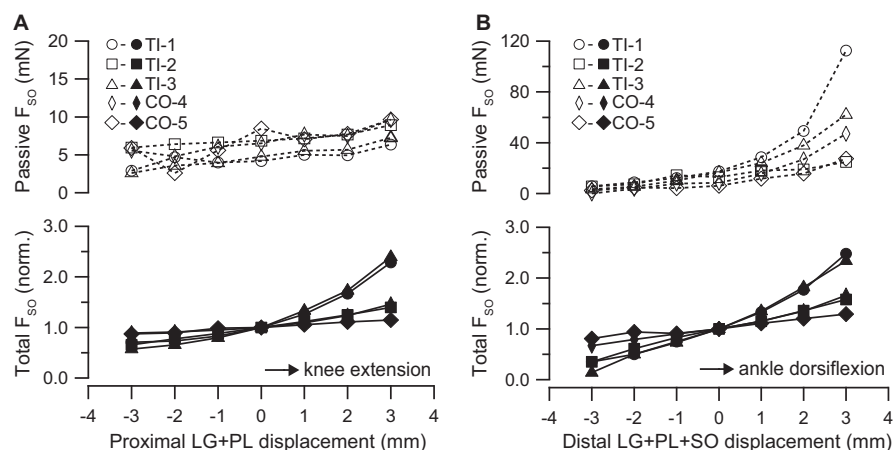 A
Passive F_SO (mN)
20
15
10
5
0
TI-1
TI-2
TI-3
CO-4
CO-5
Total F_SO (norm.)
3.0
2.0
1.0
0.0
knee extension
-4 -3 -2 -1 0 1 2 3 4
Proximal LG+PL displacement (mm)
B
Passive F_SO (mN)
120
80
40
0
TI-1
TI-2
TI-3
CO-4
CO-5
Total F_SO (norm.)
3.0
2.0
1.0
0.0
ankle dorsiflexion
-4 -3 -2 -1 0 1 2 3 4
Distal LG+PL+SO displacement (mm)